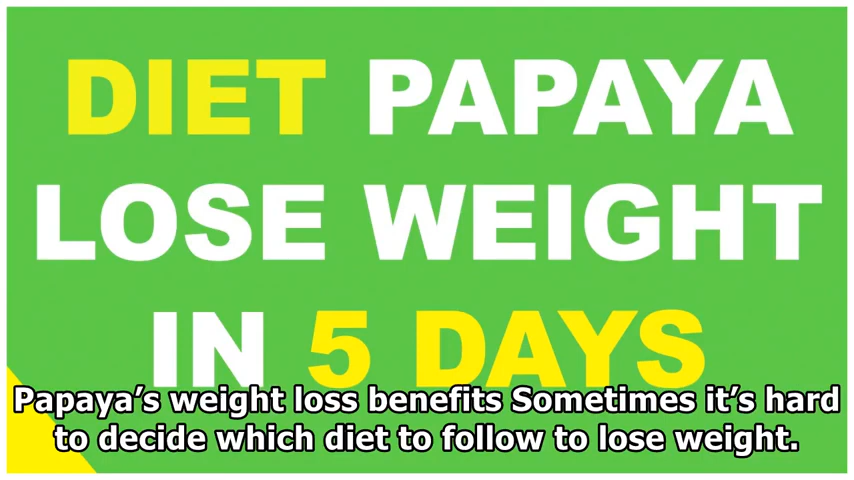 DIET PAPAYA
LOSE WEIGHT
IN 5 DAYS
Papaya’s weight loss benefits Sometimes it’s hard
to decide which diet to follow to lose weight.